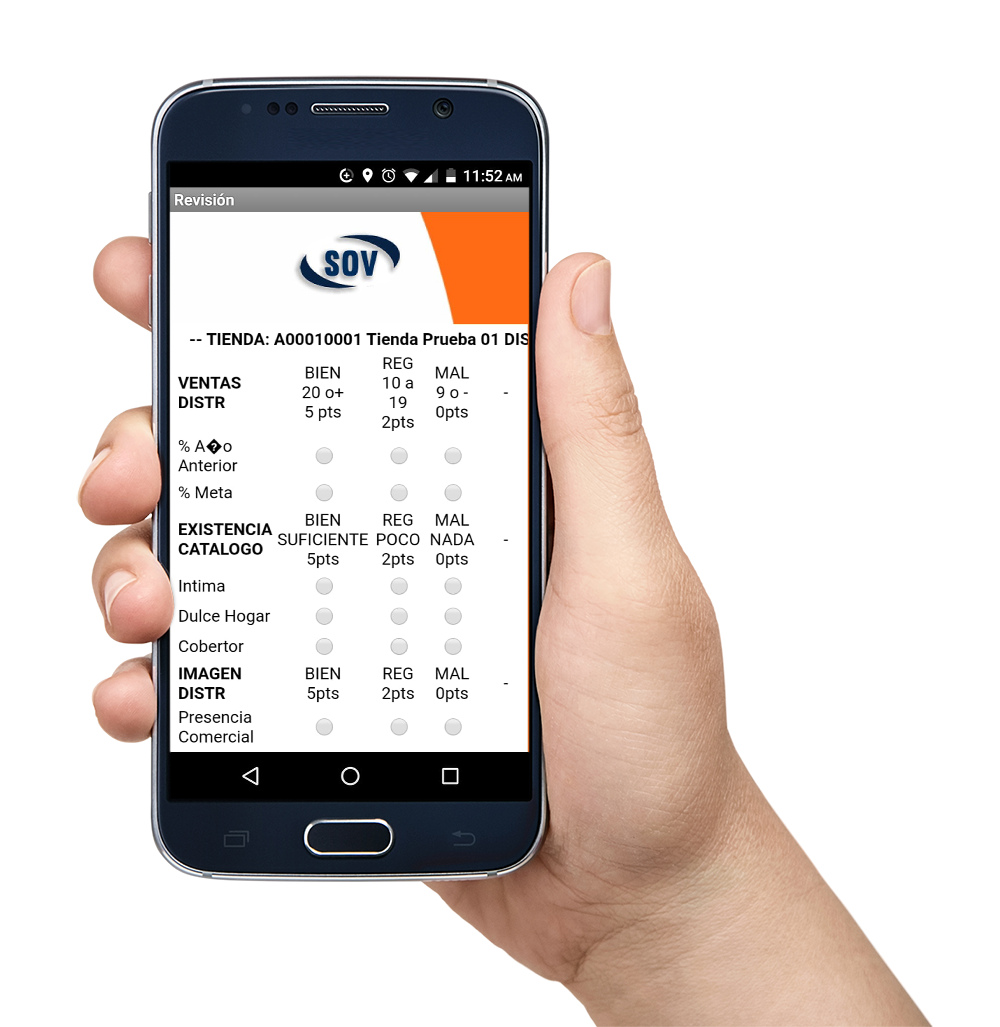 11:52 AM
Revisión
SOV
-- TIENDA: A00010001 Tienda Prueba 01 DIS
VENTAS DISTR BIEN 20 o+ 5 pts REG 10 a 19 2pts MAL 9 o - 0pts -
% A�o Anterior
% Meta
EXISTENCIA CATALOGO BIEN SUFICIENTE 5pts REG POCO 2pts MAL NADA 0pts -
Intima
Dulce Hogar
Cobertor
IMAGEN DISTR BIEN 5pts REG 2pts MAL 0pts -
Presencia Comercial